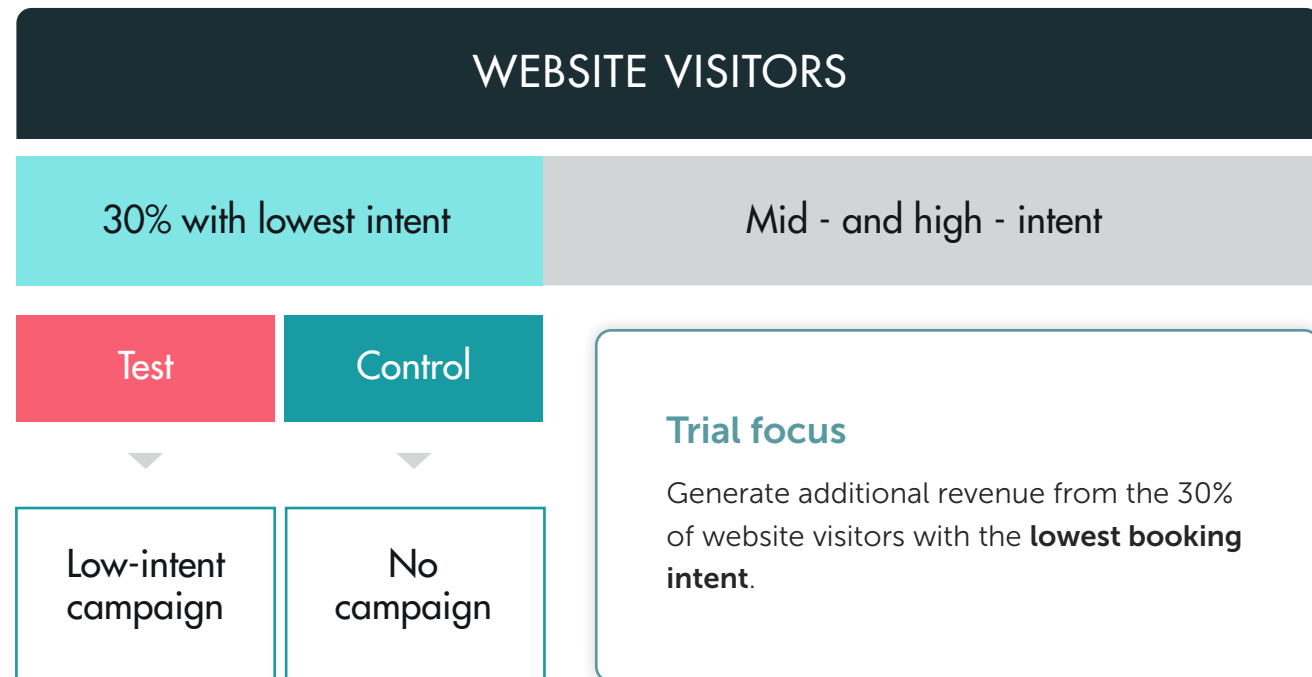 WEBSITE VISITORS
30% with lowest intent
Mid - and high - intent
Test
Control
Low-intent
campaign
No
campaign
Trial focus
Generate additional revenue from the 30%
of website visitors with the lowest booking
intent.